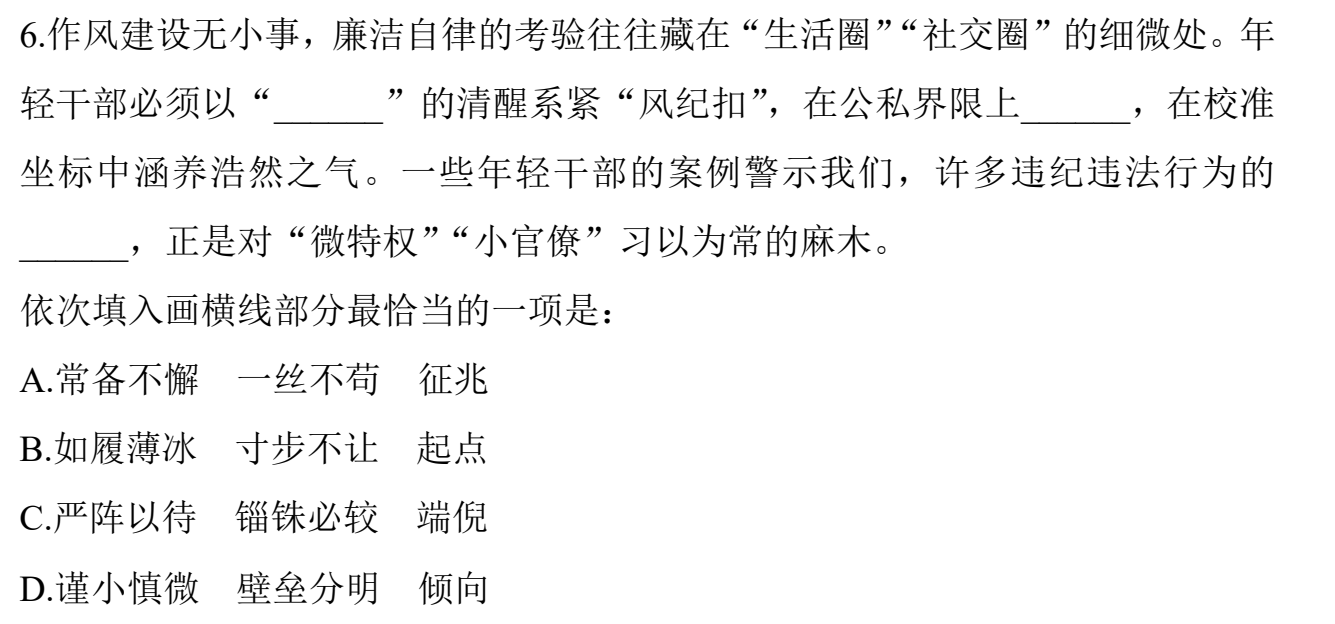 6.作风建设无小事，廉洁自律的考验往往藏在“生活圈”“社交圈”的细微处。年
轻干部必须以“______”的清醒系紧“风纪扣”，在公私界限上______，在校准
坐标中涵养浩然之气。一些年轻干部的案例警示我们，许多违纪违法行为的
______，正是对“微特权”“小官僚”习以为常的麻木。
依次填入画横线部分最恰当的一项是：
A.常备不懈 一丝不苟 征兆
B.如履薄冰 寸步不让 起点
C.严阵以待 锱铢必较 端倪
D.谨小慎微 壁垒分明 倾向